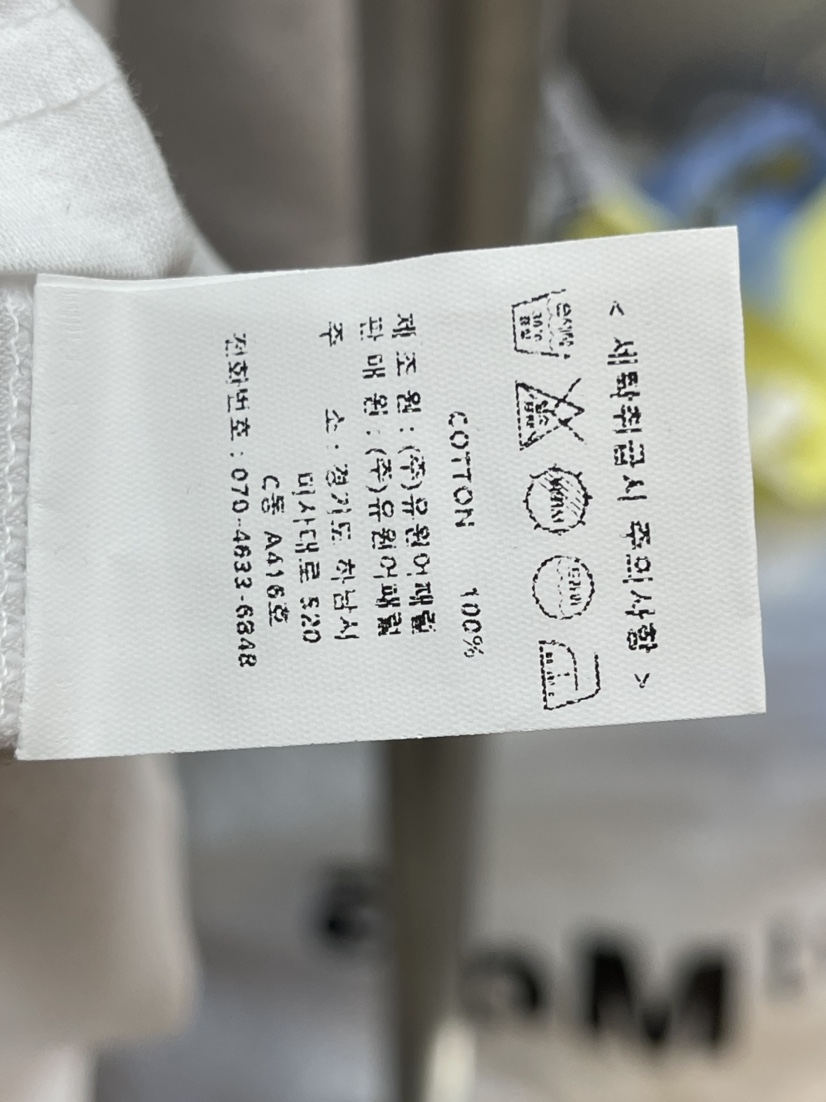 < 세탁취급시 주의사항 >
COTTON 100%
제 조 원 : (주)유원어패럴
판 매 원 : (주)유원어패럴
주 소 : 경기도 하남시
미사대로 520
C동 A416호
전화번호 : 070-4633-6848